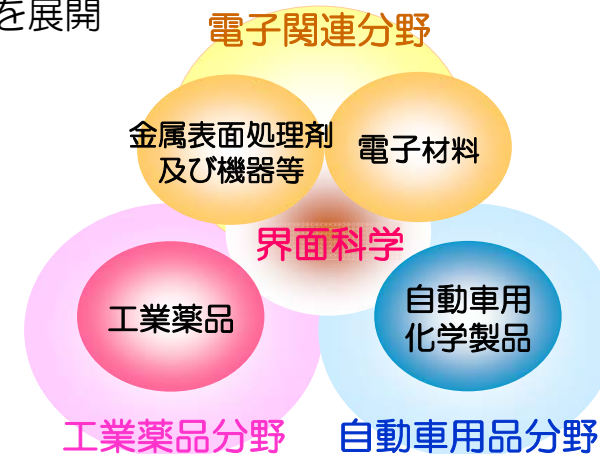 を展開
電子関連分野
金属表面処理剤
及び機器等
電子材料
界面科学
工業薬品
自動車用
化学製品
工業薬品分野
自動車用品分野